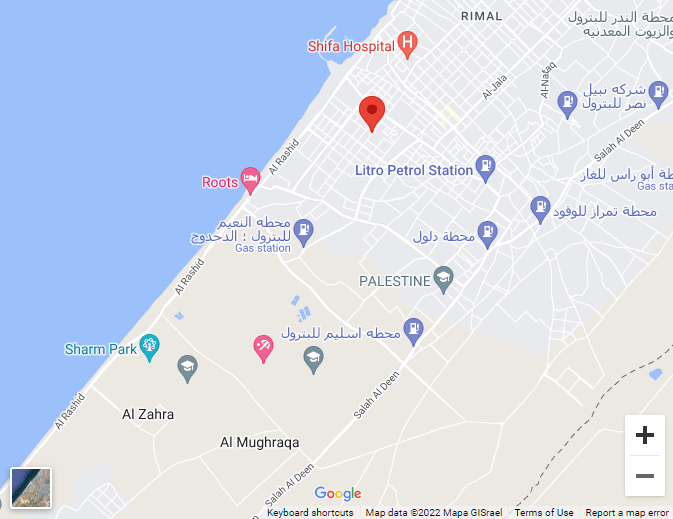 RIMAL
محطة الندر للبترول
والزيوت المعدنيه
Shifa Hospital
Al-Jala
Al-Nafaq
شركه نبيل
نصر للبترول
Salah Al Deen
Al Rashid
Litro Petrol Station
Roots
طة أبو راس للغاز
Gas sta
محطة تمراز للوقود
محطه النعيم
للبترول ؛ الدحدوح
Gas station
محطة دلول
Al Rashid
PALESTINE
محطه اسليم للبترول
Sharm Park
Salah Al Deen
Al Rashid
Al Zahra
Al Mughraqa
Salah Al Deen
Google
Keyboard shortcuts
Map data ©2022 Mapa GISrael
Terms of Use
Report a map error